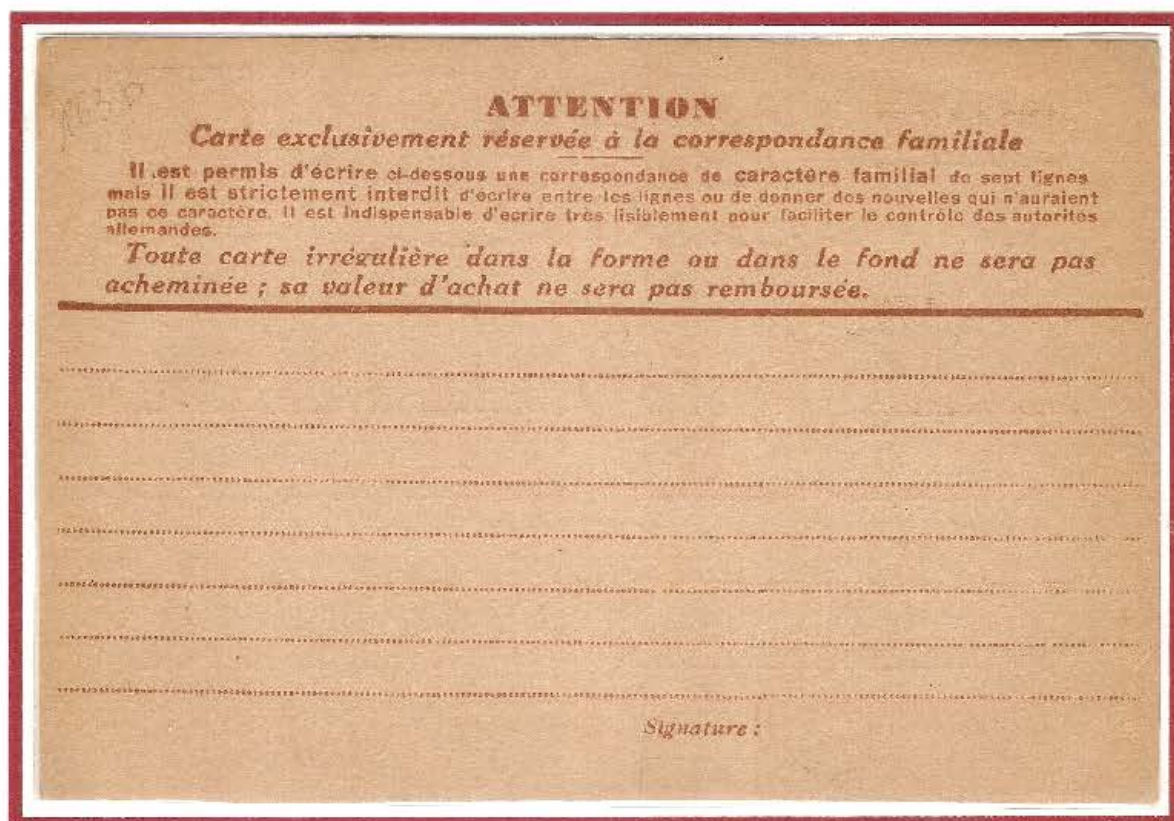 ATTENTION
Carte exclusivement réservée à la correspondance familiale
Il est permis d'écrire ci-dessous une correspondance de caractère familial de sept lignes
mais il est strictement interdit d'écrire entre les lignes ou de donner des nouvelles qui n'auraient
pas ce caractère. Il est indispensable d'écrire très lisiblement pour faciliter le contrôle des autorités
allemandes.
Toute carte irrégulière dans la forme ou dans le fond ne sera pas
acheminée ; sa valeur d'achat ne sera pas remboursée.
Signature :